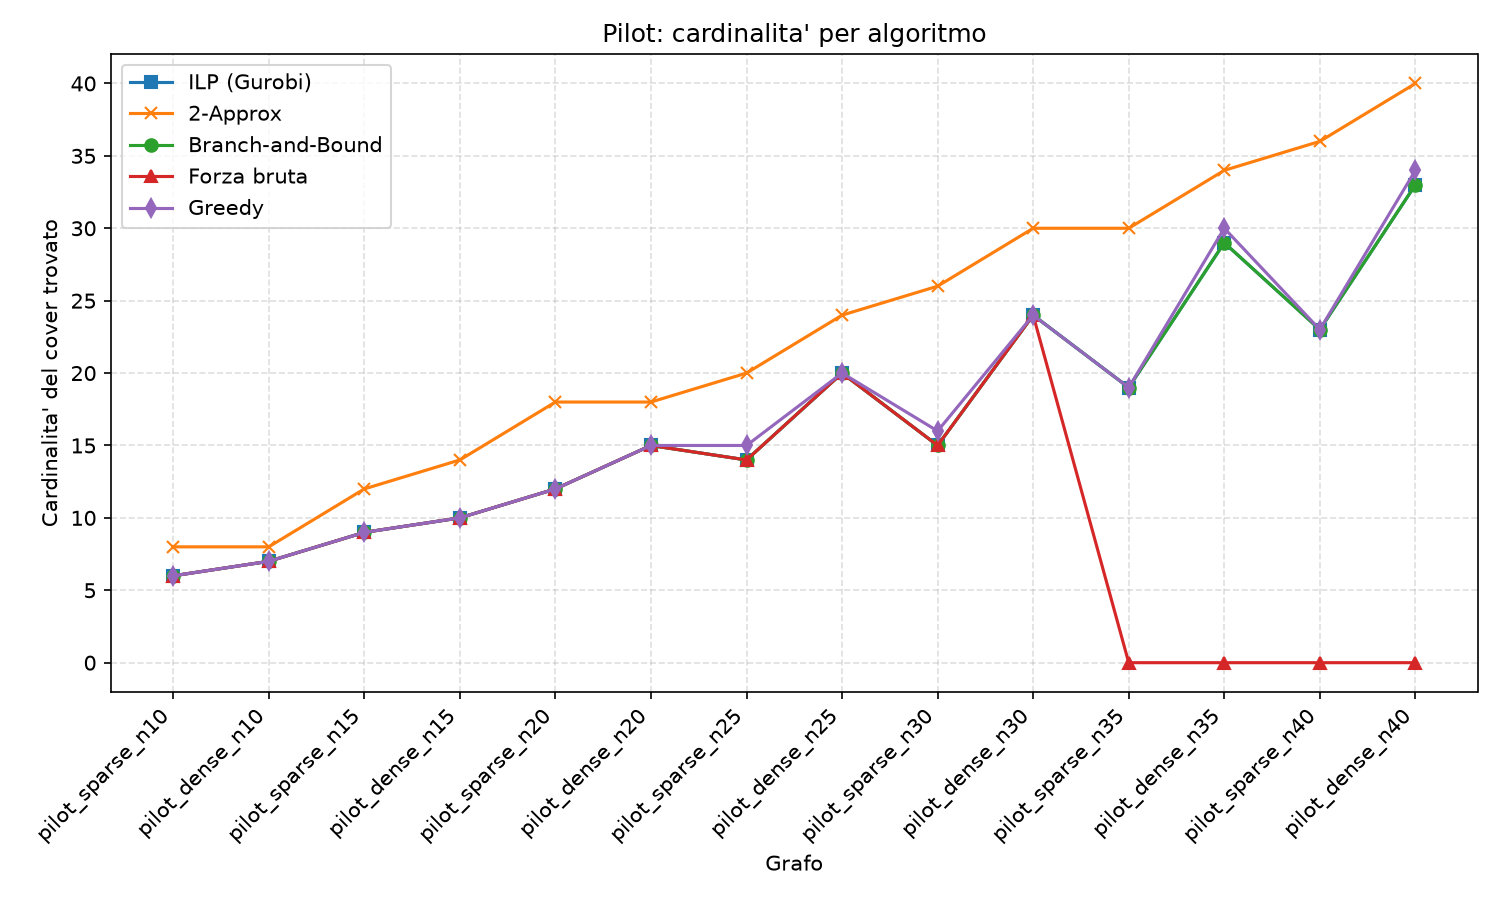 Pilot: cardinalita' per algoritmo
ILP (Gurobi)
2-Approx
Branch-and-Bound
Forza bruta
Greedy
Cardinalita' del cover trovato
40
35
30
25
20
15
10
5
0
pilot_sparse_n10
pilot_dense_n10
pilot_sparse_n15
pilot_dense_n15
pilot_sparse_n20
pilot_dense_n20
pilot_sparse_n25
pilot_dense_n25
pilot_sparse_n30
pilot_dense_n30
pilot_sparse_n35
pilot_dense_n35
pilot_sparse_n40
pilot_dense_n40
Grafo